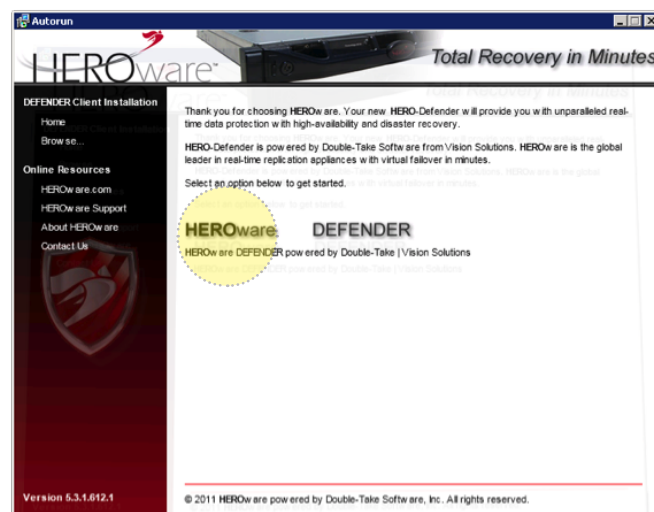 Autorun
HEROware™
Total Recovery in Minutes
DEFENDER Client Installation
Home
Browse...
Online Resources
HEROware.com
HEROware Support
About HEROware
Contact Us
Version 5.3.1.612.1
Thank you for choosing HEROware. Your new HERO-Defender will provide you with unparalleled real-
time data protection with high-availability and disaster recovery.
HERO-Defender is powered by Double-Take Software from Vision Solutions. HEROware is the global
leader in real-time replication appliances with virtual failover in minutes.
Select an option below to get started.
HEROware DEFENDER
HEROware DEFENDER powered by Double-Take | Vision Solutions
© 2011 HEROware powered by Double-Take Software, Inc. All rights reserved.